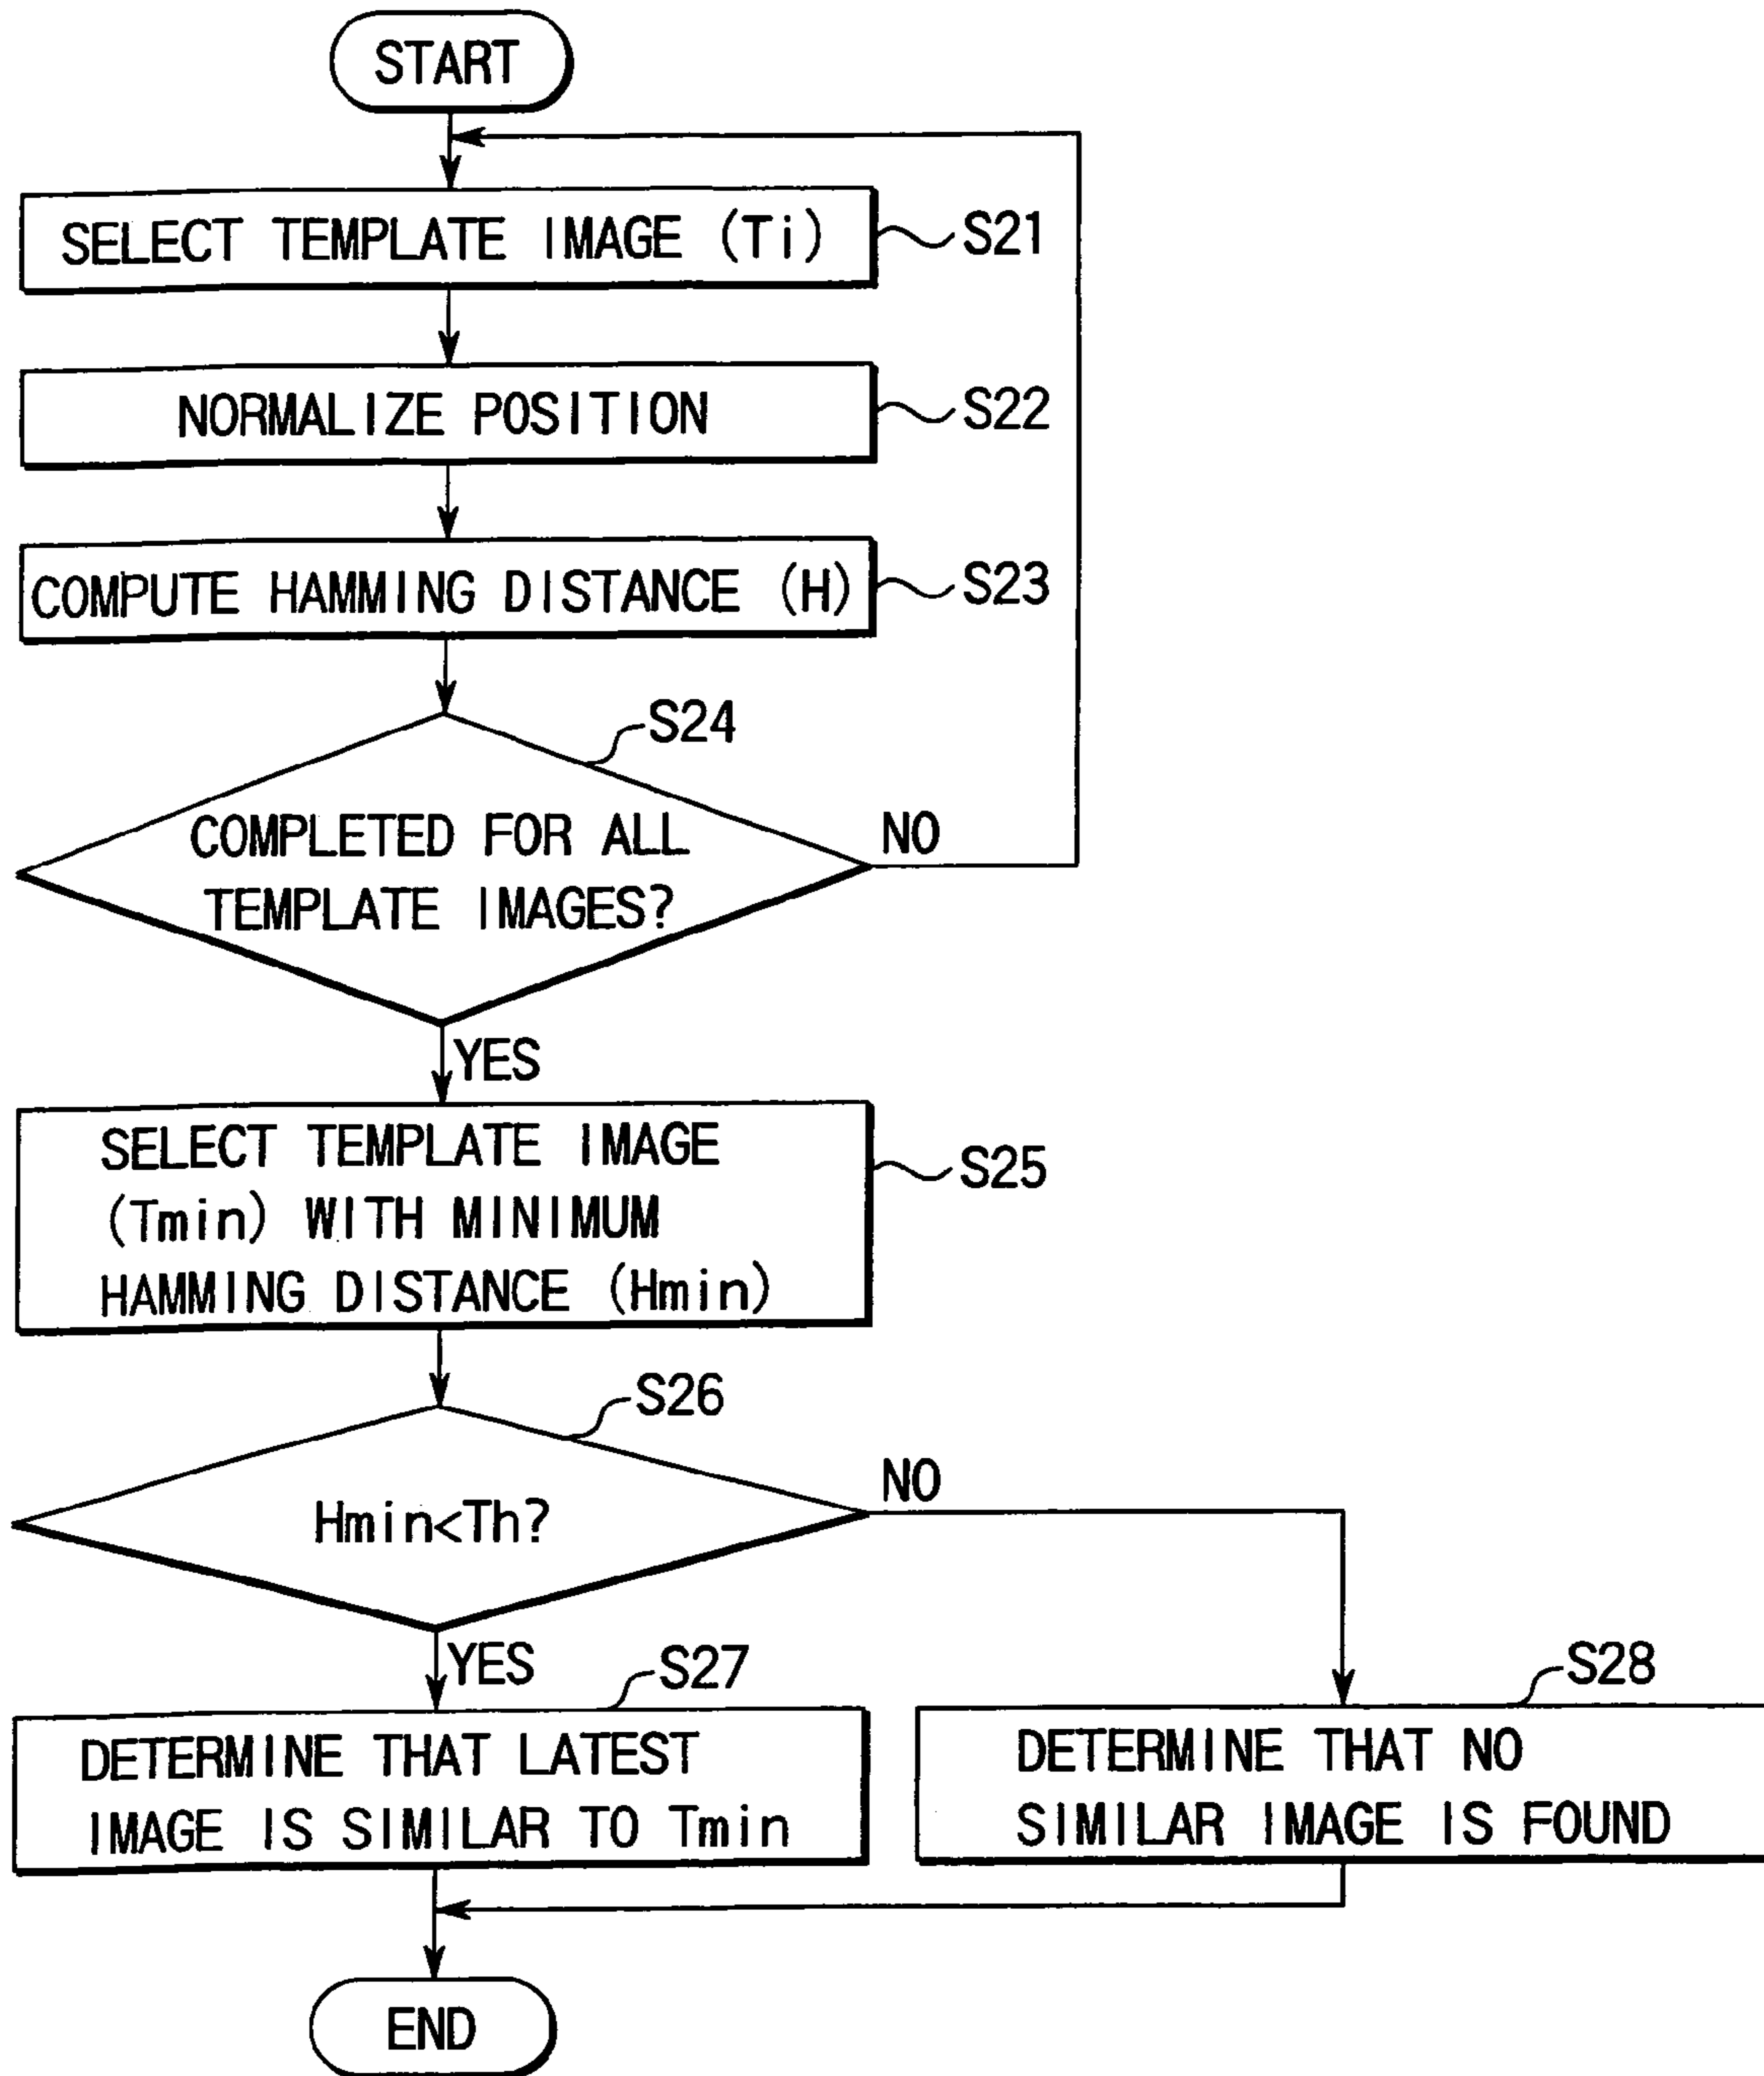 START
SELECT TEMPLATE IMAGE (Ti)
S21
NORMALIZE POSITION
S22
COMPUTE HAMMING DISTANCE (H)
S23
S24
COMPLETED FOR ALL
TEMPLATE IMAGES?
NO
YES
SELECT TEMPLATE IMAGE
(Tmin) WITH MINIMUM
HAMMING DISTANCE (Hmin)
S25
S26
Hmin<Th?
NO
YES
S27
DETERMINE THAT LATEST
IMAGE IS SIMILAR TO Tmin
S28
DETERMINE THAT NO
SIMILAR IMAGE IS FOUND
END